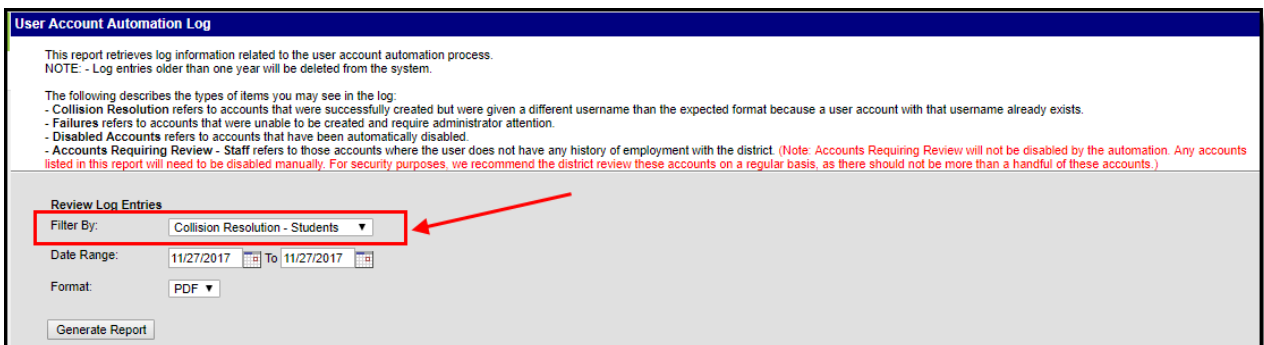 User Account Automation Log
This report retrieves log information related to the user account automation process.
NOTE: - Log entries older than one year will be deleted from the system.
The following describes the types of items you may see in the log:
- Collision Resolution refers to accounts that were successfully created but were given a different username than the expected format because a user account with that username already exists.
- Failures refers to accounts that were unable to be created and require administrator attention.
- Disabled Accounts refers to accounts that have been automatically disabled.
- Accounts Requiring Review - Staff refers to those accounts where the user does not have any history of employment with the district. (Note: Accounts Requiring Review will not be disabled by the automation. Any accounts
listed in this report will need to be disabled manually. For security purposes, we recommend the district review these accounts on a regular basis, as there should not be more than a handful of these accounts.)
Review Log Entries
Filter By: Collision Resolution - Students
Date Range: 11/27/2017 To 11/27/2017
Format: PDF
Generate Report